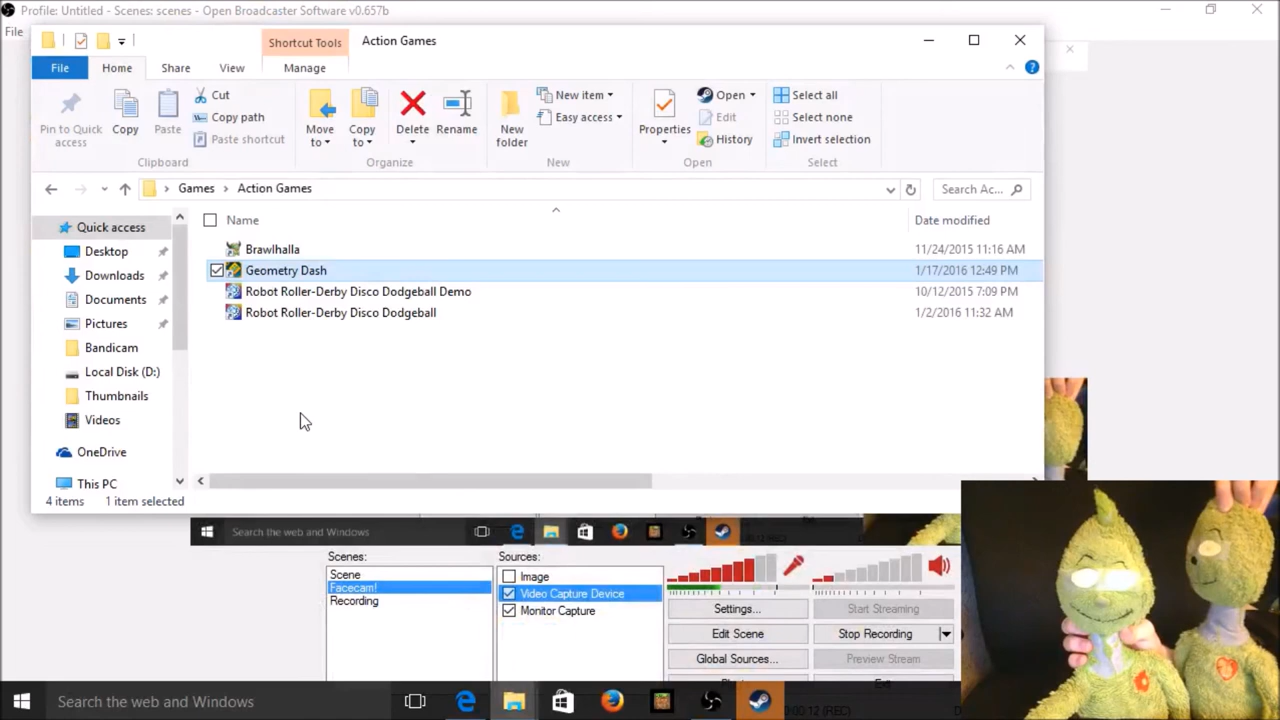 Profile: Untitled - Scenes: scenes - Open Broadcaster Software v0.657b
File
Shortcut Tools
Action Games
File
Home
Share
View
Manage
Pin to Quick access
Copy
Paste
Cut
Copy path
Paste shortcut
Clipboard
Move to
Copy to
Delete
Rename
Organize
New folder
New item
Easy access
New
Properties
Open
Edit
History
Open
Select all
Select none
Invert selection
Select
Games > Action Games
Search Ac...
Name
Date modified
Brawlhalla 11/24/2015 11:16 AM
Geometry Dash 1/17/2016 12:49 PM
Robot Roller-Derby Disco Dodgeball Demo 10/12/2015 7:09 PM
Robot Roller-Derby Disco Dodgeball 1/2/2016 11:32 AM
Quick access
Desktop
Downloads
Documents
Pictures
Bandicam
Local Disk (D:)
Thumbnails
Videos
OneDrive
This PC
4 items 1 item selected
Search the web and Windows
Scenes:
Scene
Facecam!
Recording
Sources:
Image
Video Capture Device
Monitor Capture
Settings...
Start Streaming
Edit Scene
Stop Recording
Global Sources...
Preview Stream
Search the web and Windows
0:00:12 (REC)